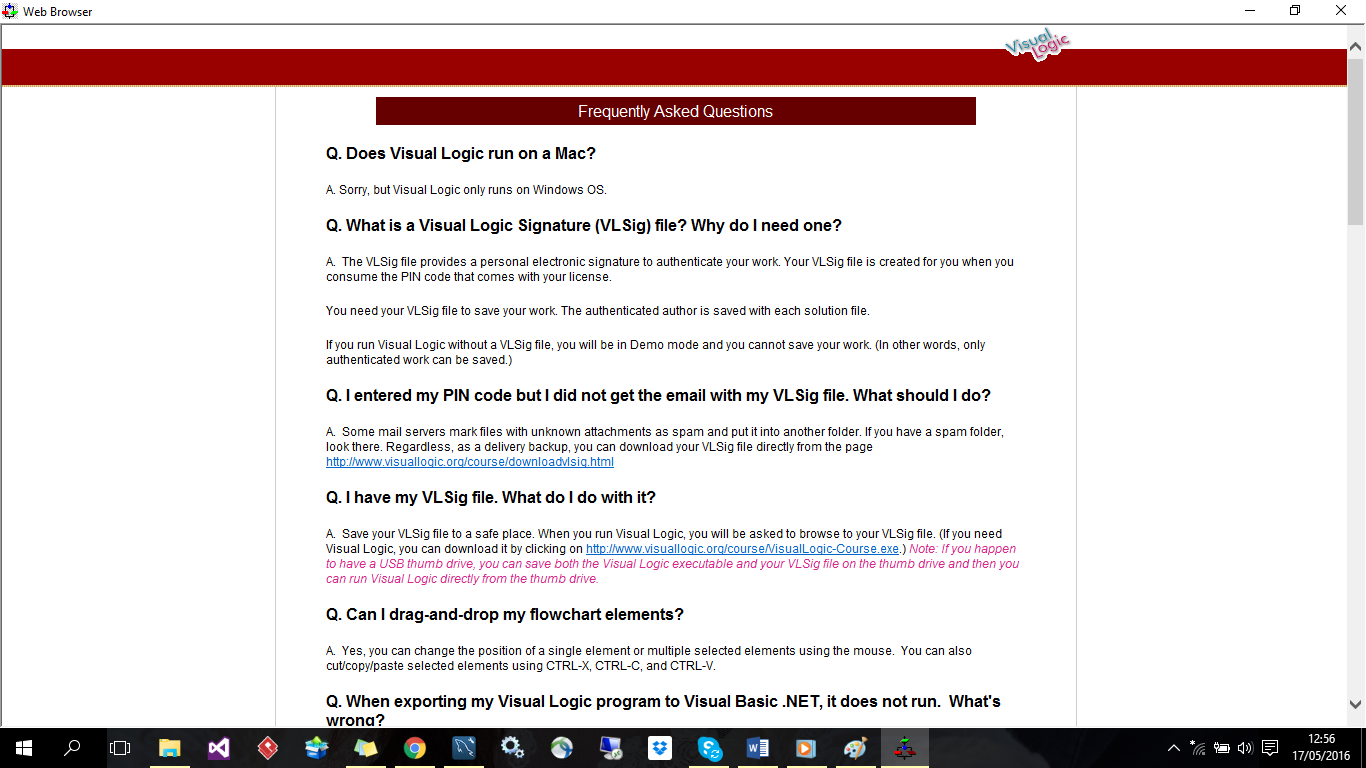 Web Browser
Visual
Logic
Frequently Asked Questions
Q. Does Visual Logic run on a Mac?
A. Sorry, but Visual Logic only runs on Windows OS.
Q. What is a Visual Logic Signature (VLSig) file? Why do I need one?
A.  The VLSig file provides a personal electronic signature to authenticate your work. Your VLSig file is created for you when you
consume the PIN code that comes with your license.
You need your VLSig file to save your work. The authenticated author is saved with each solution file.
If you run Visual Logic without a VLSig file, you will be in Demo mode and you cannot save your work. (In other words, only
authenticated work can be saved.)
Q. I entered my PIN code but I did not get the email with my VLSig file. What should I do?
A.  Some mail servers mark files with unknown attachments as spam and put it into another folder. If you have a spam folder,
look there. Regardless, as a delivery backup, you can download your VLSig file directly from the page
http://www.visuallogic.org/course/downloadvlsig.html
Q. I have my VLSig file. What do I do with it?
A.  Save your VLSig file to a safe place. When you run Visual Logic, you will be asked to browse to your VLSig file. (If you need
Visual Logic, you can download it by clicking on http://www.visuallogic.org/course/VisualLogic-Course.exe.) Note: If you happen
to have a USB thumb drive, you can save both the Visual Logic executable and your VLSig file on the thumb drive and then you
can run Visual Logic directly from the thumb drive.
Q. Can I drag-and-drop my flowchart elements?
A.  Yes, you can change the position of a single element or multiple selected elements using the mouse.  You can also
cut/copy/paste selected elements using CTRL-X, CTRL-C, and CTRL-V.
Q. When exporting my Visual Logic program to Visual Basic .NET, it does not run.  What's
wrong?
12:56
17/05/2016